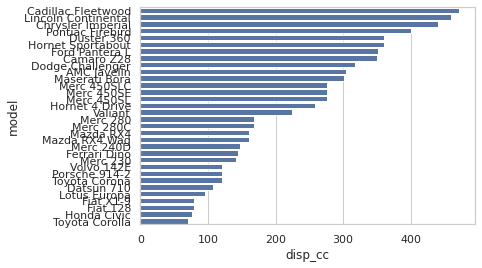 Cadillac Fleetwood
Lincoln Continental
Chrysler Imperial
Pontiac Firebird
Duster 360
Hornet Sportabout
Ford Pantera L
Camaro Z28
Dodge Challenger
AMC Javelin
Maserati Bora
Merc 450SLC
Merc 450SE
Merc 450SL
Hornet 4 Drive
Valiant
Merc 280
Merc 280C
Mazda RX4
Mazda RX4 Wag
Merc 240D
Ferrari Dino
Merc 230
Volvo 142E
Porsche 914-2
Toyota Corona
Datsun 710
Lotus Europa
Fiat X1-9
Fiat 128
Honda Civic
Toyota Corolla
model
0 100 200 300 400
disp_cc